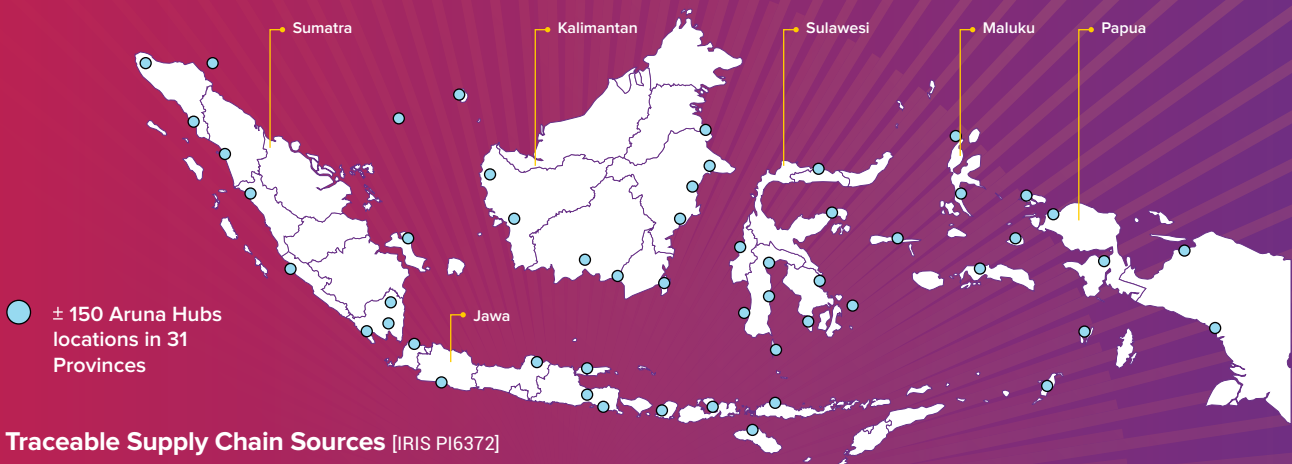 Sumatra
Kalimantan
Sulawesi
Maluku
Papua
Jawa
± 150 Aruna Hubs
locations in 31
Provinces
Traceable Supply Chain Sources [IRIS PI6372]